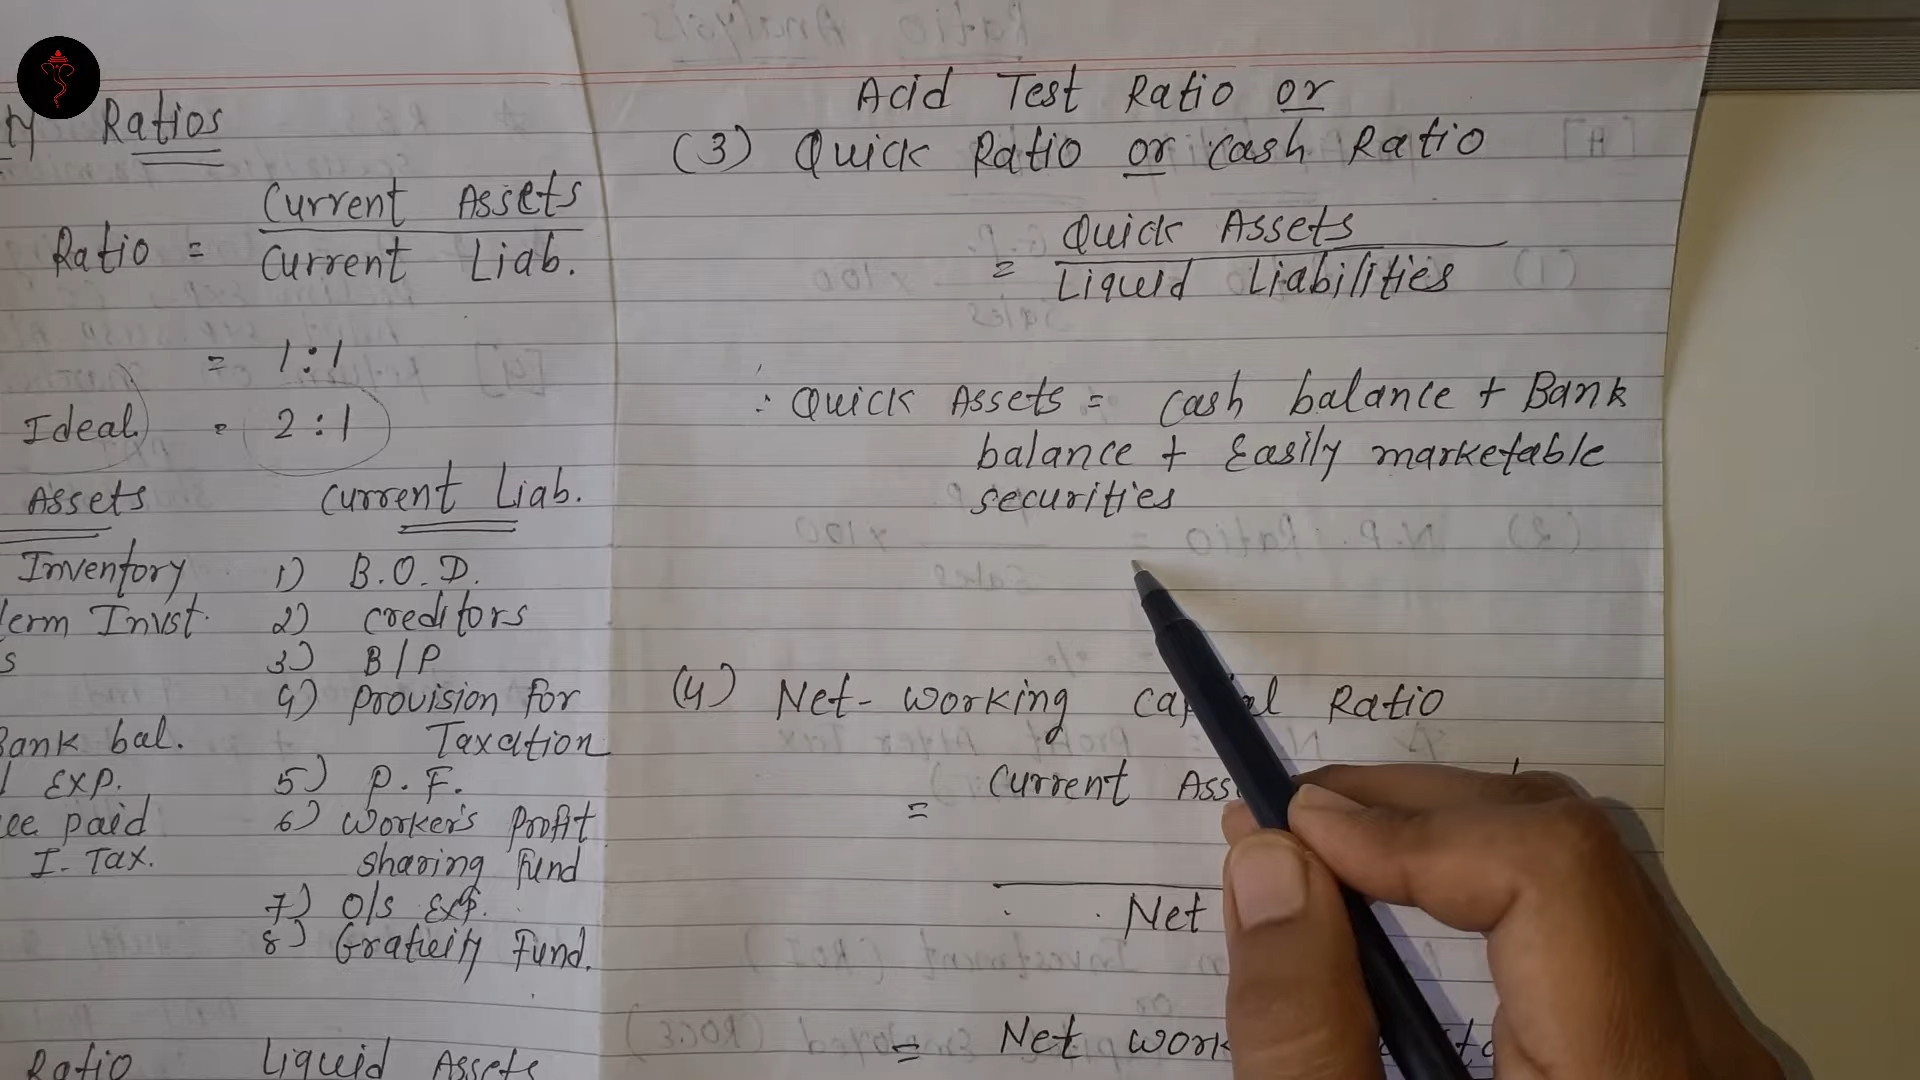 Ratios
Ratio = Current Assets
Current Liab.
= 1:1
Ideal = 2:1
Assets Current Liab.
Inventory 1) B.O.D.
term Invst. 2) creditors
s 3) B/P
4) provision for
Bank bal. Taxation
Exp. 5) P.F.
paid 6) Worker's Profit
I-Tax. sharing Fund
7) O/s Exp.
8) Gratuity Fund.
Ratio Liquid Assets
Acid Test Ratio or
(3) Quick Ratio or cash Ratio
= Quick Assets
Liquid Liabilities
∴ Quick Assets = cash balance + Bank
balance + Easily marketable
securities
(4) Net-working Ratio
= Current
Net
= Net